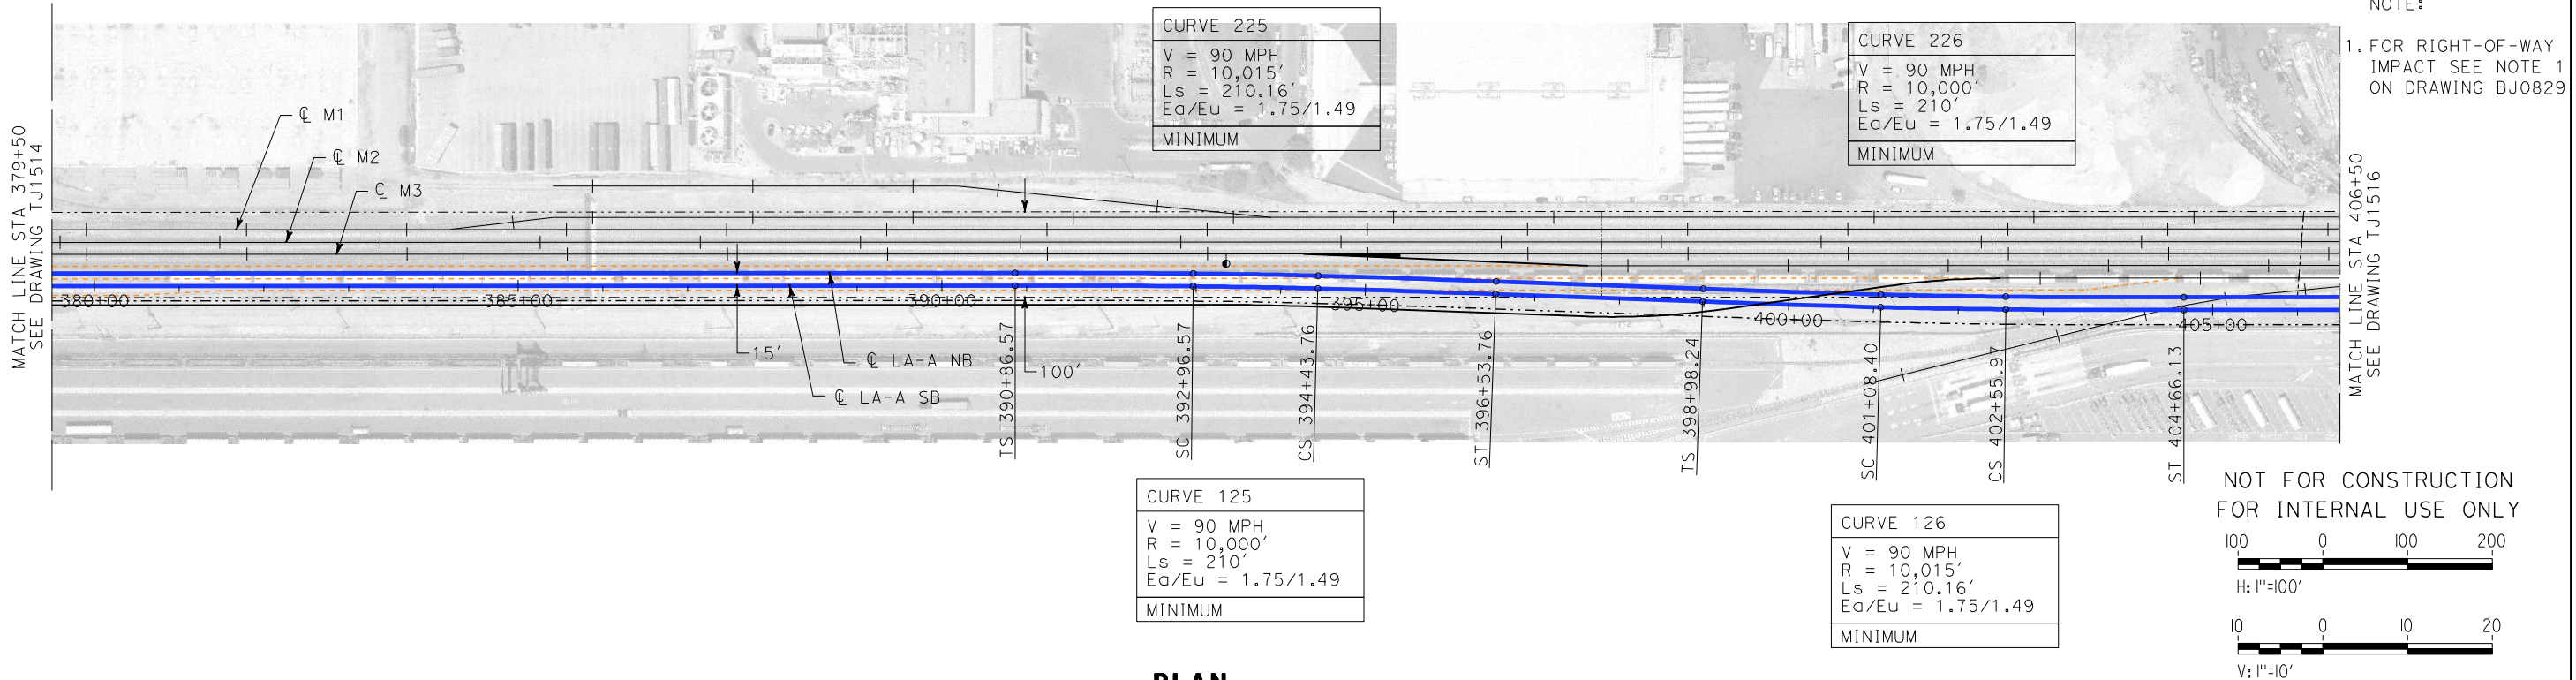 NOTE:
1. FOR RIGHT-OF-WAY
IMPACT SEE NOTE 1
ON DRAWING BJ0829
CURVE 225
V = 90 MPH
R = 10,015'
Ls = 210.16'
Ea/Eu = 1.75/1.49
MINIMUM
CURVE 226
V = 90 MPH
R = 10,000'
Ls = 210'
Ea/Eu = 1.75/1.49
MINIMUM
MATCH LINE STA 379+50
SEE DRAWING TJ1514
℄ M1
℄ M2
℄ M3
MATCH LINE STA 406+50
SEE DRAWING TJ1516
380+00
385+00
390+00
395+00
400+00
405+00
15'
℄ LA-A NB
℄ LA-A SB
100'
TS 390+86.57
SC 392+96.57
CS 394+43.76
ST 396+53.76
TS 398+98.24
SC 401+08.40
CS 402+55.97
ST 404+66.13
CURVE 125
V = 90 MPH
R = 10,000'
Ls = 210'
Ea/Eu = 1.75/1.49
MINIMUM
CURVE 126
V = 90 MPH
R = 10,015'
Ls = 210.16'
Ea/Eu = 1.75/1.49
MINIMUM
NOT FOR CONSTRUCTION
FOR INTERNAL USE ONLY
100 0 100 200
H: 1"=100'
10 0 10 20
V: 1"=10'
PLAN